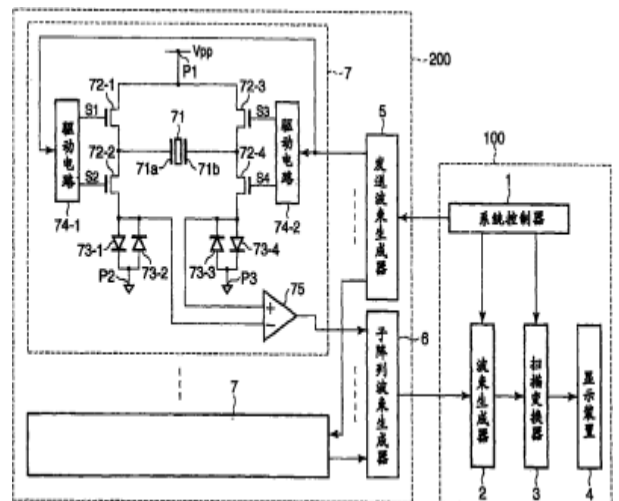 Vpp
P1
7
200
72-1
72-3
5
S1
71
S3
100
驱动电路
72-2
72-4
驱动电路
发送波束生成器
1
系统控制器
71a
71b
S2
S4
74-1
74-2
73-1
73-2
73-3
73-4
P2
P3
75
+
-
6
子阵列波束生成器
波束生成器
扫描变换器
显示装置
7
2
3
4